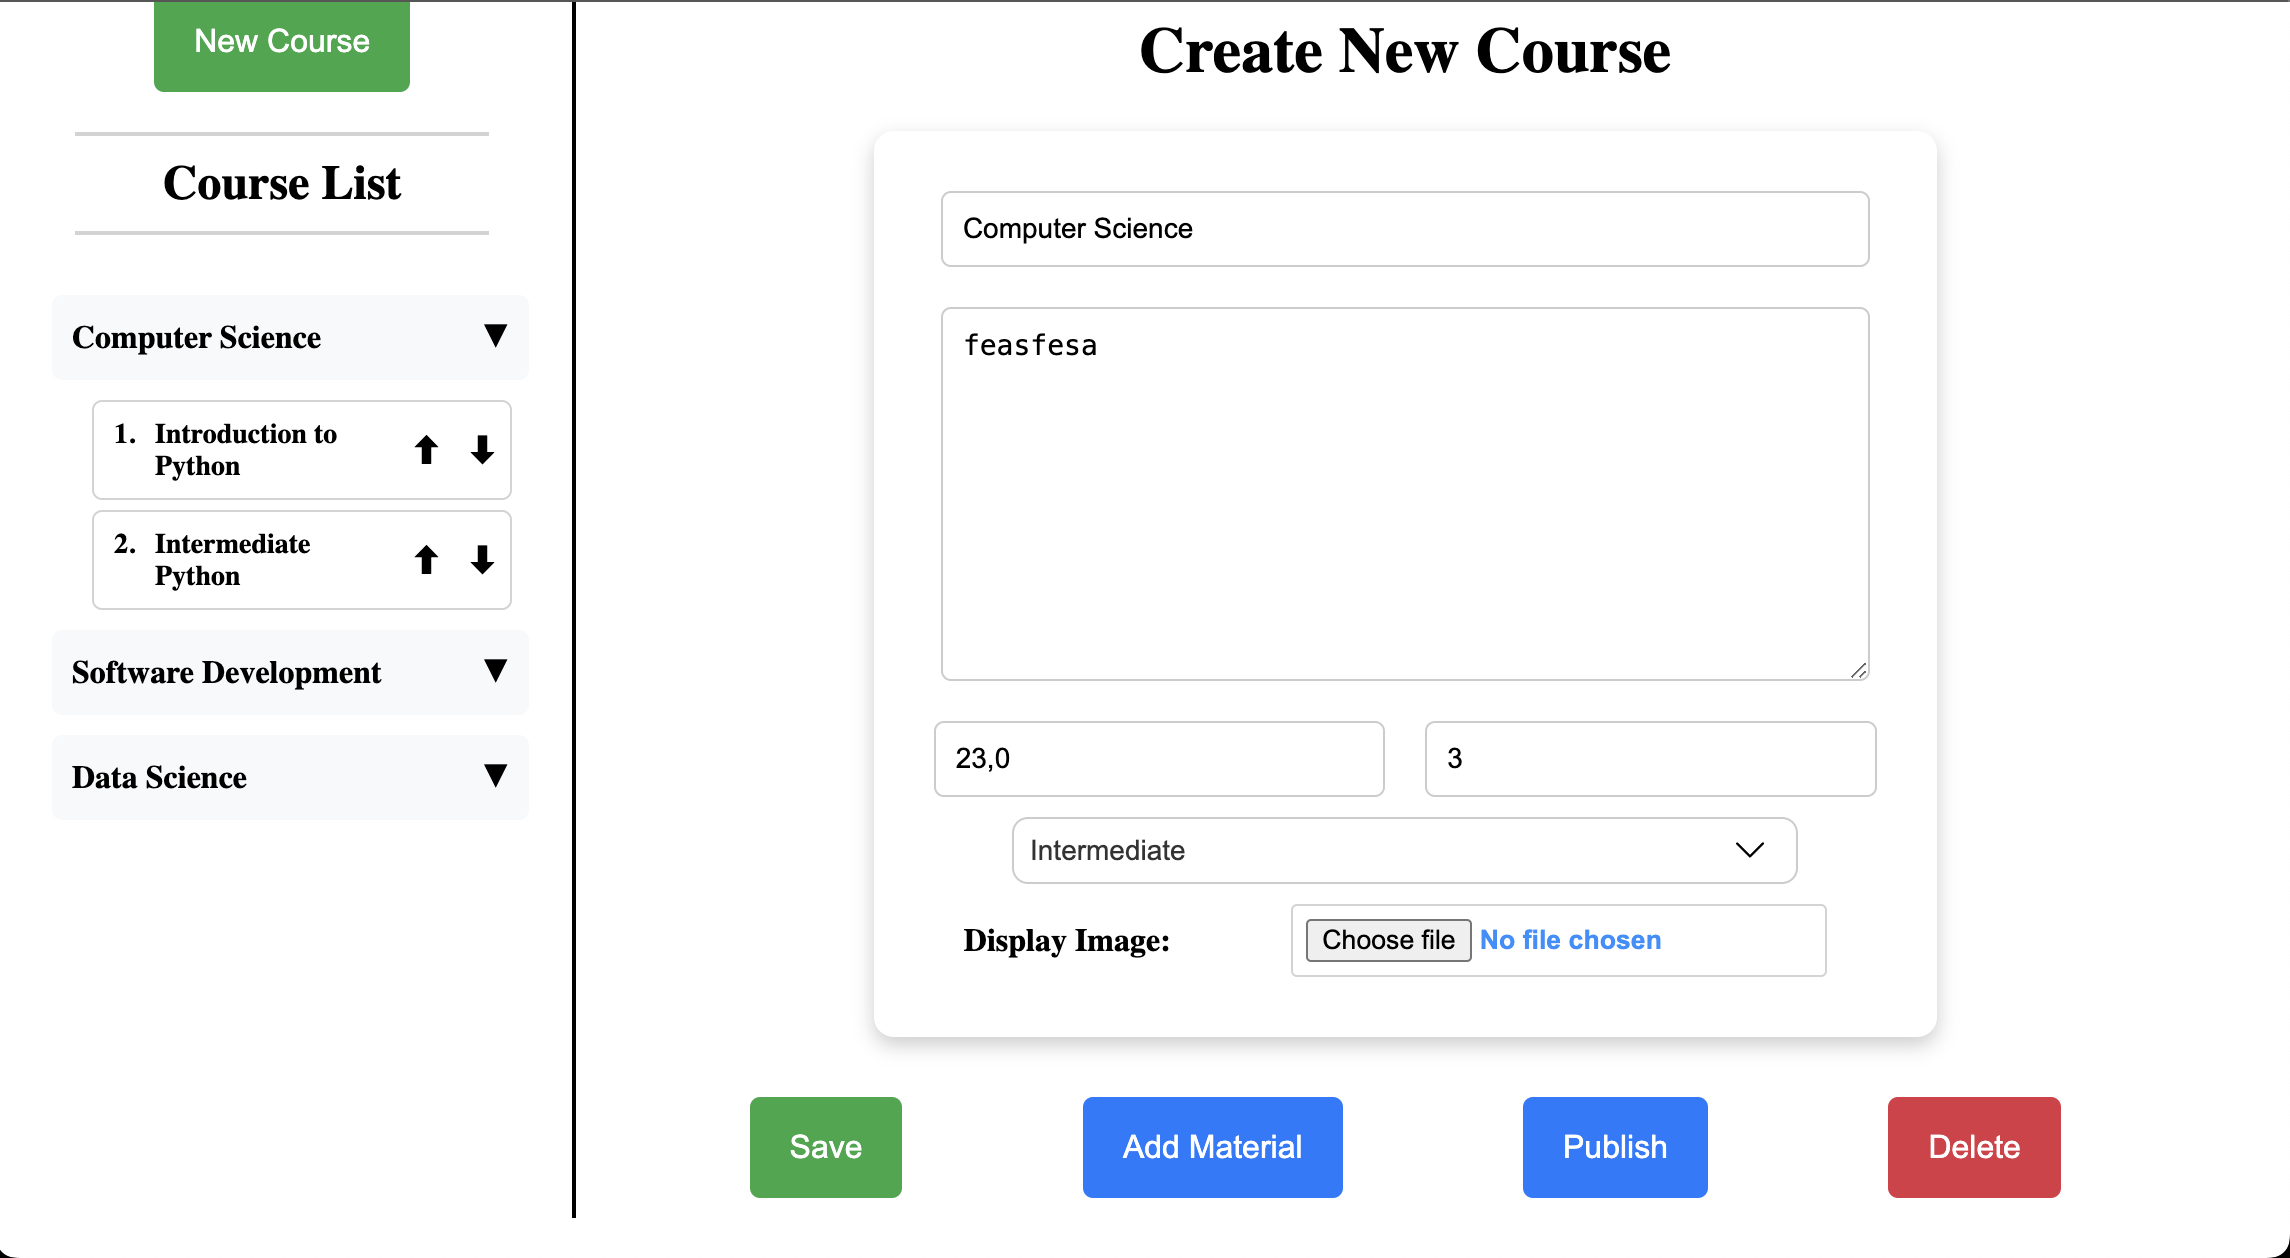 New Course
Course List
Computer Science
1. Introduction to
Python
2. Intermediate
Python
Software Development
Data Science
Create New Course
Computer Science
feasfesa
23,0
3
Intermediate
Display Image: Choose file No file chosen
Save
Add Material
Publish
Delete